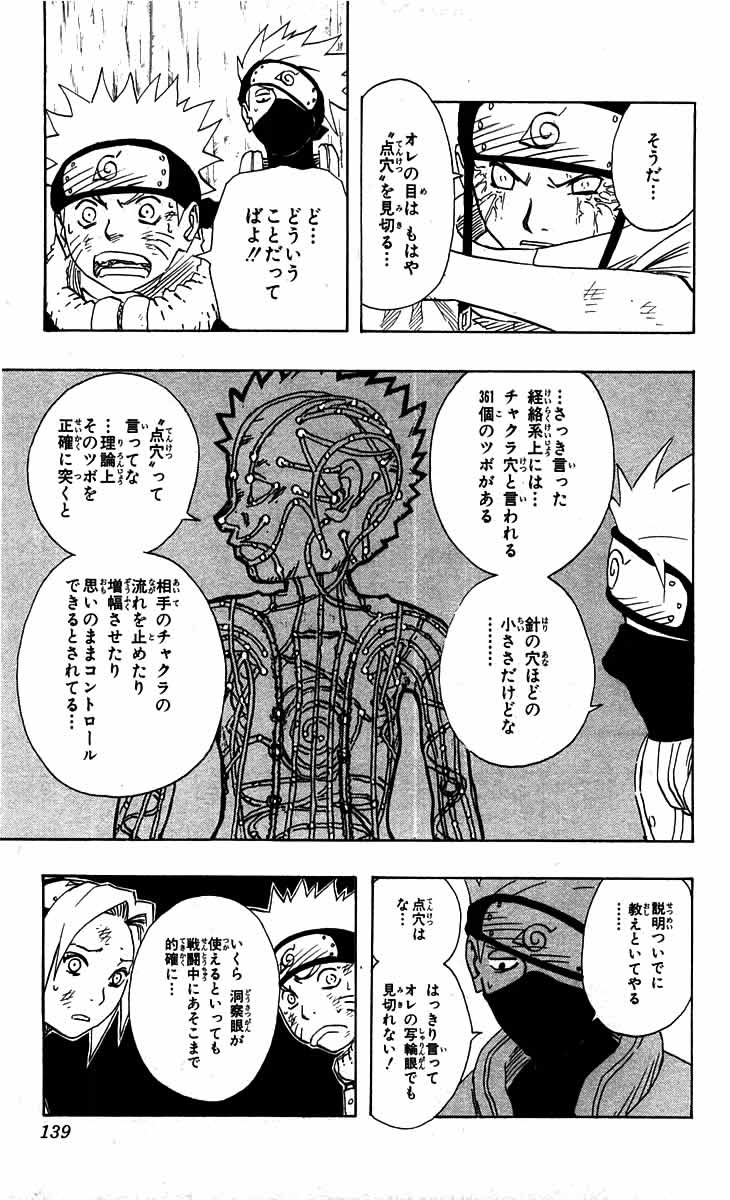 そうだ…
オレの目は もはや
〝点穴〟を
見切る…
ど…
どういう
ことだって
ばよ!!
…さっき言った
経絡系上には…
チャクラ穴と言われる
361個のツボがある
針の穴ほどの
小ささだけどな
………
〝点穴〟って
言ってな
…理論上
そのツボを
正確に突くと
相手のチャクラの
流れを止めたり
増幅させたり
思いのままコントロール
できるとされてる…
説明ついでに
教えといてやる
……
点穴は
な…
はっきり言って
オレの写輪眼でも
見切れない!
いくら 洞察眼が
使えるといっても
戦闘中にあそこまで
的確に…
139